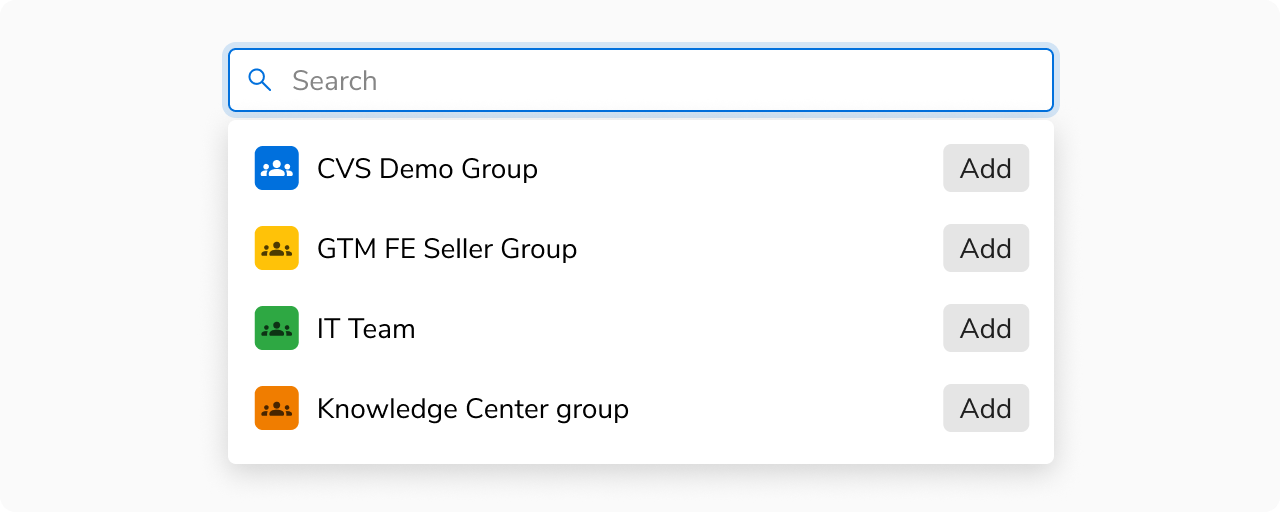 Search
CVS Demo Group Add
GTM FE Seller Group Add
IT Team Add
Knowledge Center group Add